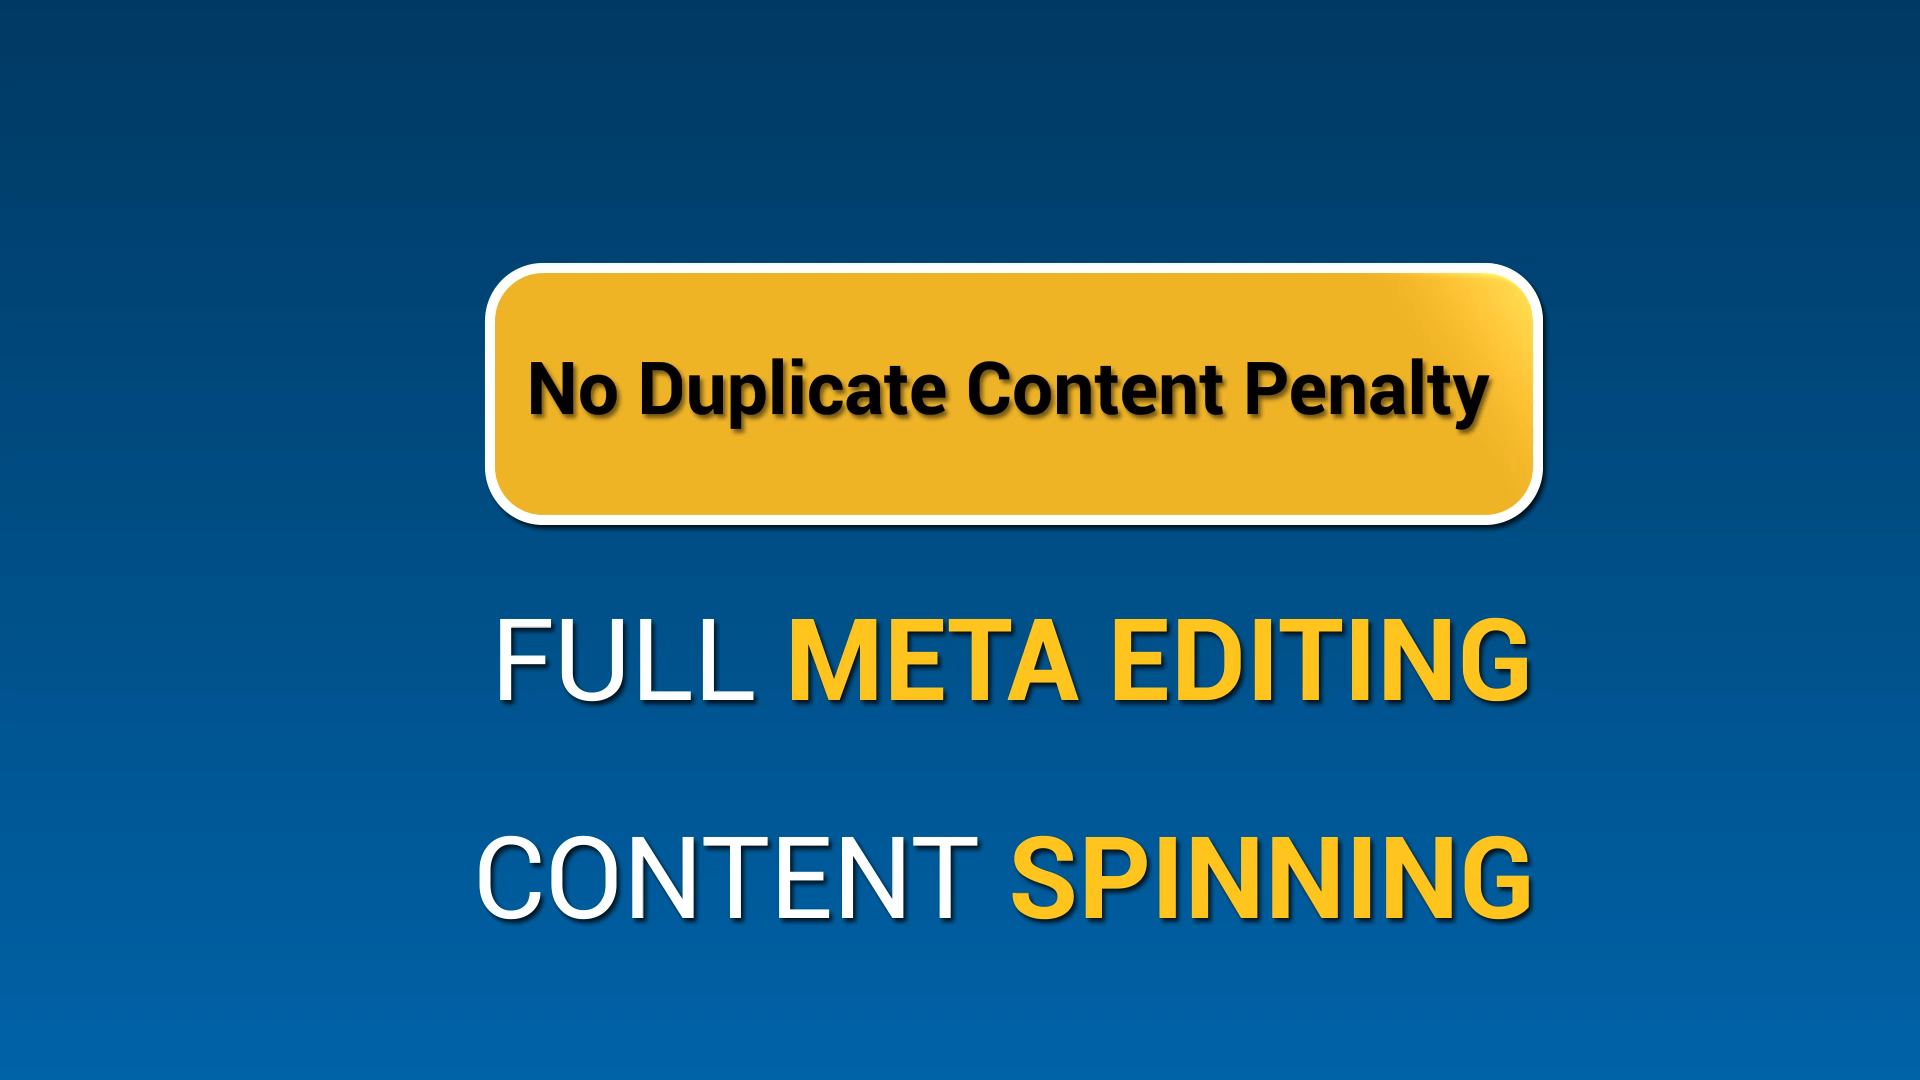 No Duplicate Content Penalty
FULL META EDITING
CONTENT SPINNING